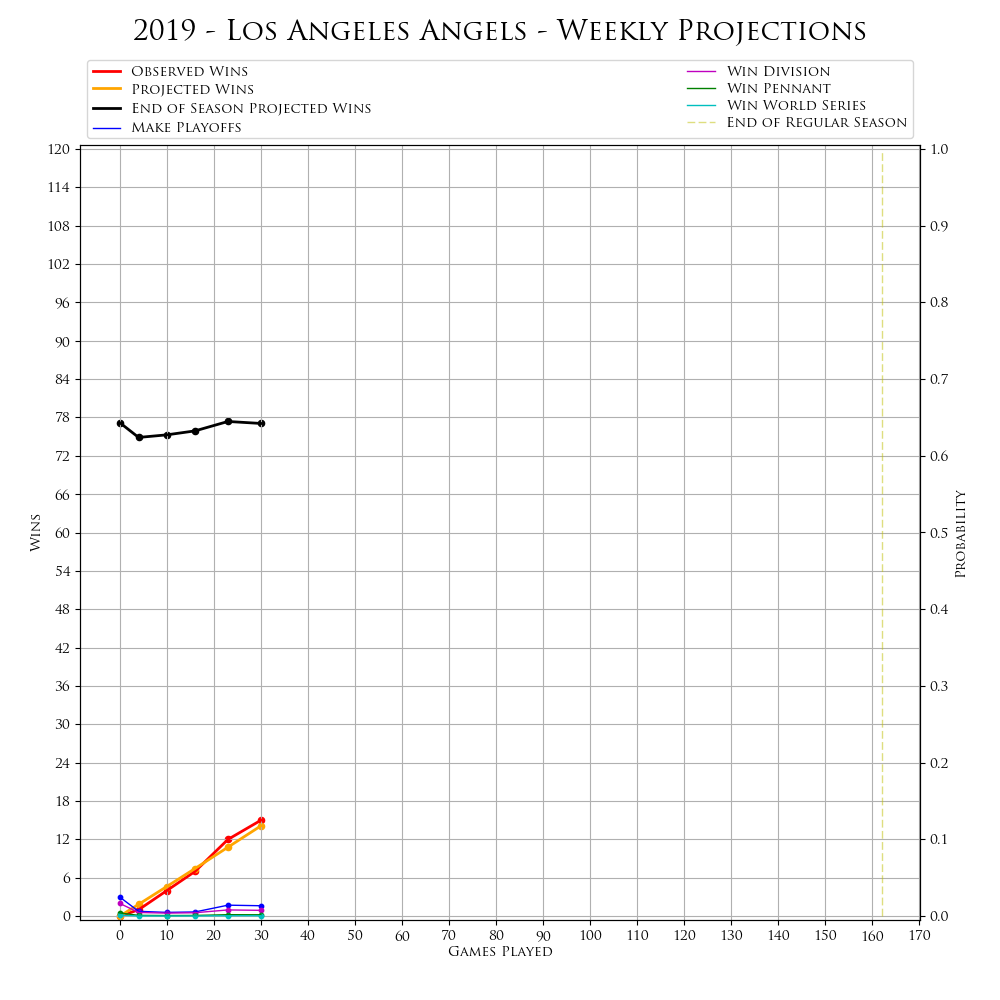 2019 - Los Angeles Angels - Weekly Projections
Observed Wins
Projected Wins
End of Season Projected Wins
Make Playoffs
Win Division
Win Pennant
Win World Series
End of Regular Season
120
114
108
102
96
90
84
78
72
66
60
54
48
42
36
30
24
18
12
6
0
Wins
1.0
0.9
0.8
0.7
0.6
0.5
0.4
0.3
0.2
0.1
0.0
Probability
0 10 20 30 40 50 60 70 80 90 100 110 120 130 140 150 160 170
Games Played